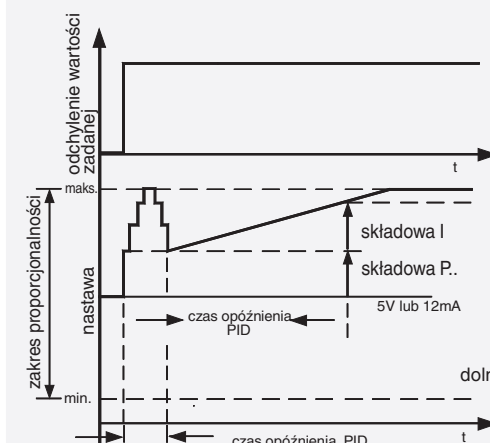 odchylenie wartości
zadanej
t
maks.
zakres proporcjonalności
nastawa
składowa I
składowa P..
5V lub 12mA
czas opóźnienia
PID
doln
min.
czas opóźnienia PID
t